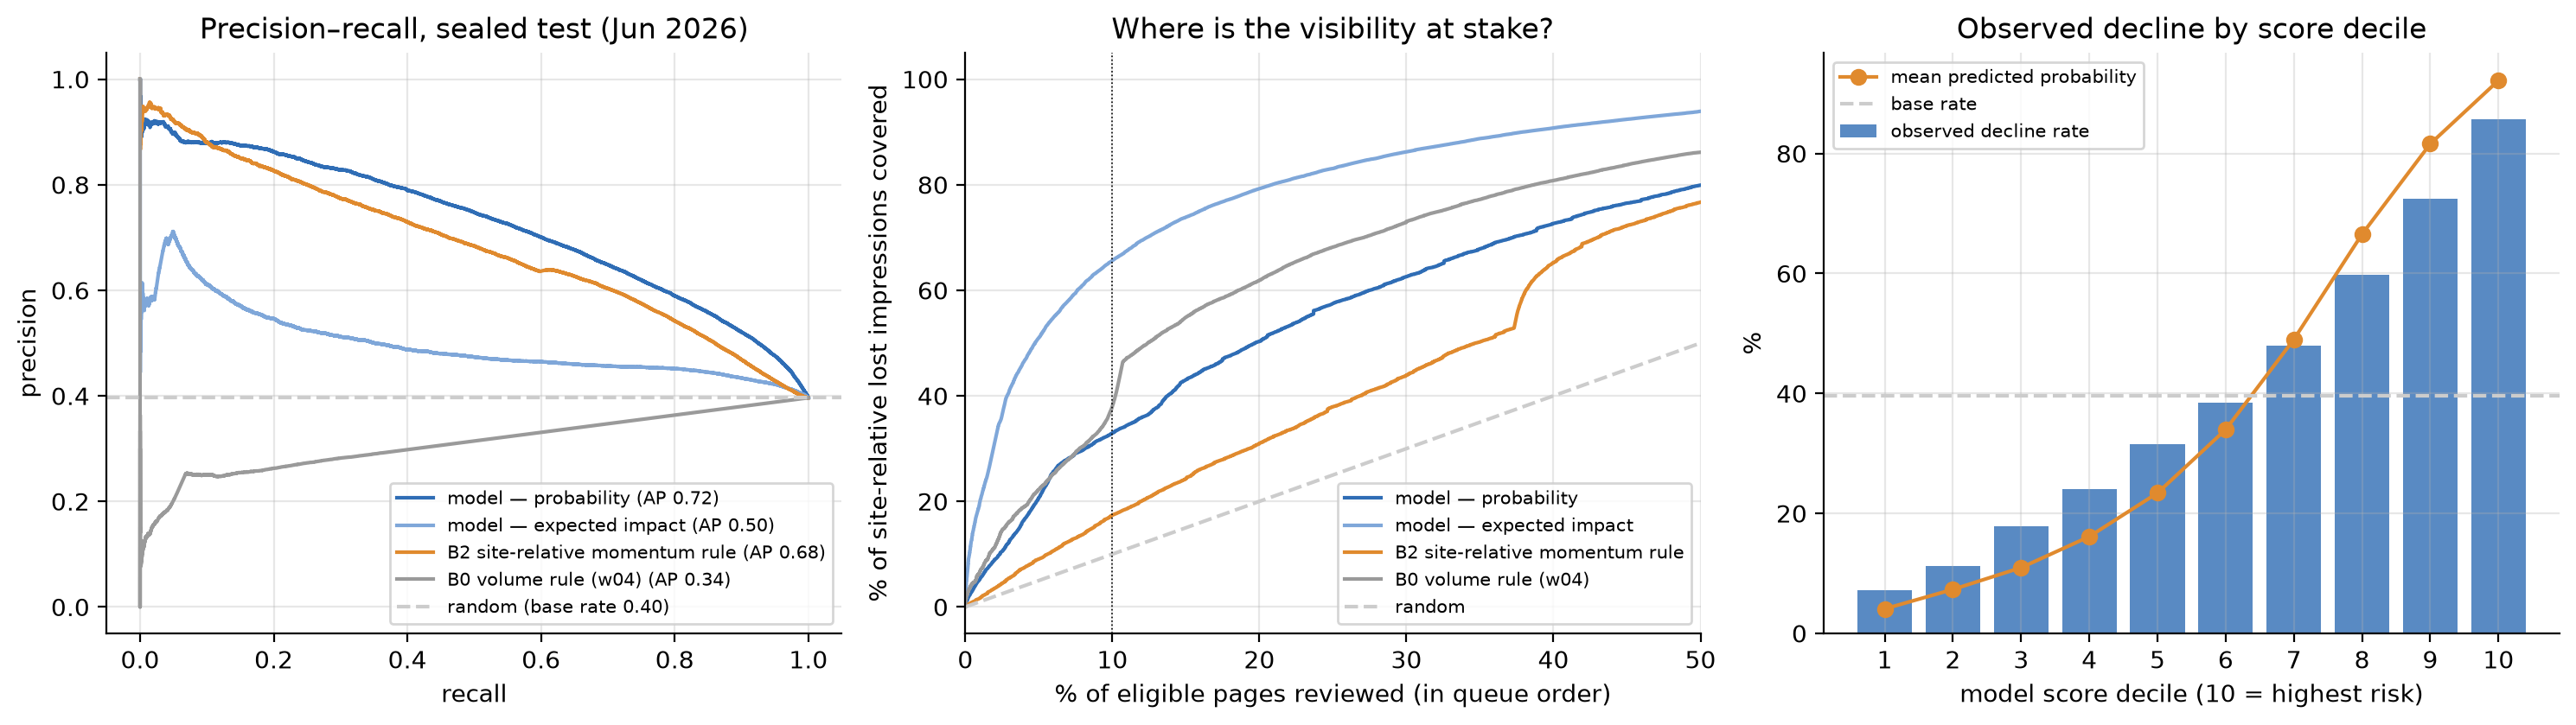 Precision–recall, sealed test (Jun 2026)
precision
1.0
0.8
0.6
0.4
0.2
0.0
model — probability (AP 0.72)
model — expected impact (AP 0.50)
B2 site-relative momentum rule (AP 0.68)
B0 volume rule (w04) (AP 0.34)
random (base rate 0.40)
0.0 0.2 0.4 0.6 0.8 1.0
recall
Where is the visibility at stake?
% of site-relative lost impressions covered
100
80
60
40
20
0
model — probability
model — expected impact
B2 site-relative momentum rule
B0 volume rule (w04)
random
0 10 20 30 40 50
% of eligible pages reviewed (in queue order)
Observed decline by score decile
mean predicted probability
base rate
observed decline rate
%
80
60
40
20
0
1 2 3 4 5 6 7 8 9 10
model score decile (10 = highest risk)